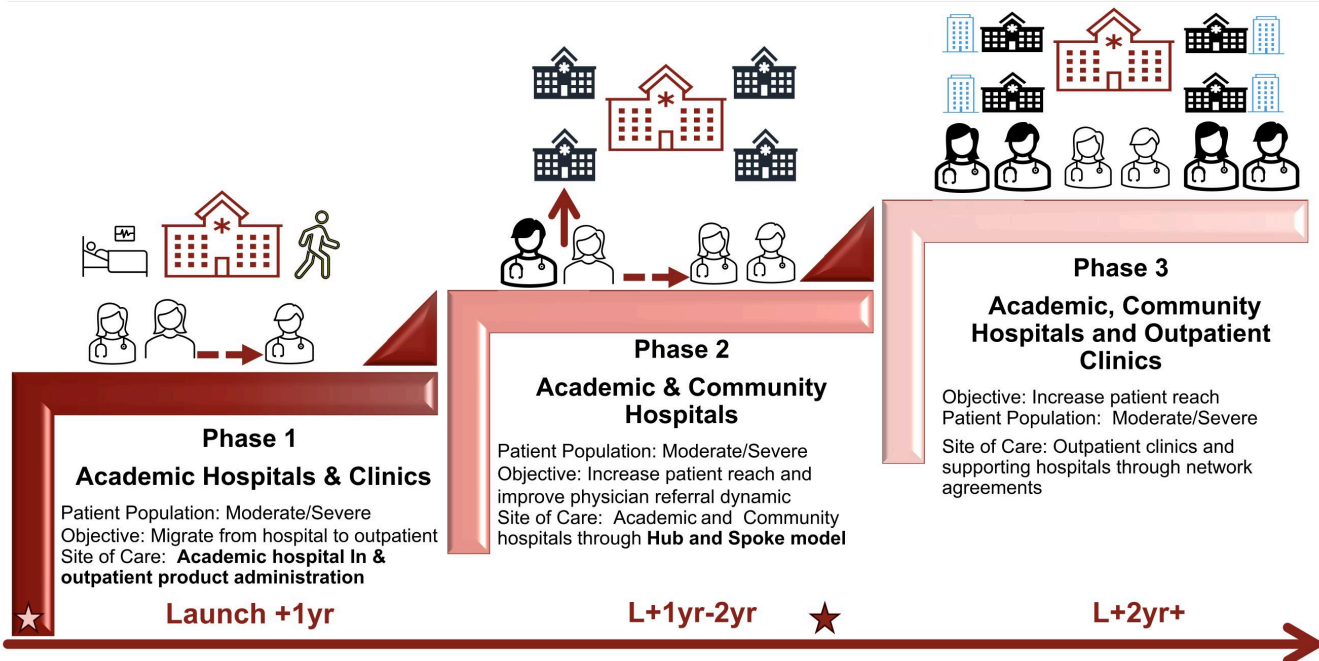 Phase 1
Academic Hospitals & Clinics
Patient Population: Moderate/Severe
Objective: Migrate from hospital to outpatient
Site of Care: Academic hospital In &
outpatient product administration
Launch +1yr
Phase 2
Academic & Community
Hospitals
Patient Population: Moderate/Severe
Objective: Increase patient reach and
improve physician referral dynamic
Site of Care: Academic and Community
hospitals through Hub and Spoke model
L+1yr-2yr
Phase 3
Academic, Community
Hospitals and Outpatient
Clinics
Objective: Increase patient reach
Patient Population: Moderate/Severe
Site of Care: Outpatient clinics and
supporting hospitals through network
agreements
L+2yr+